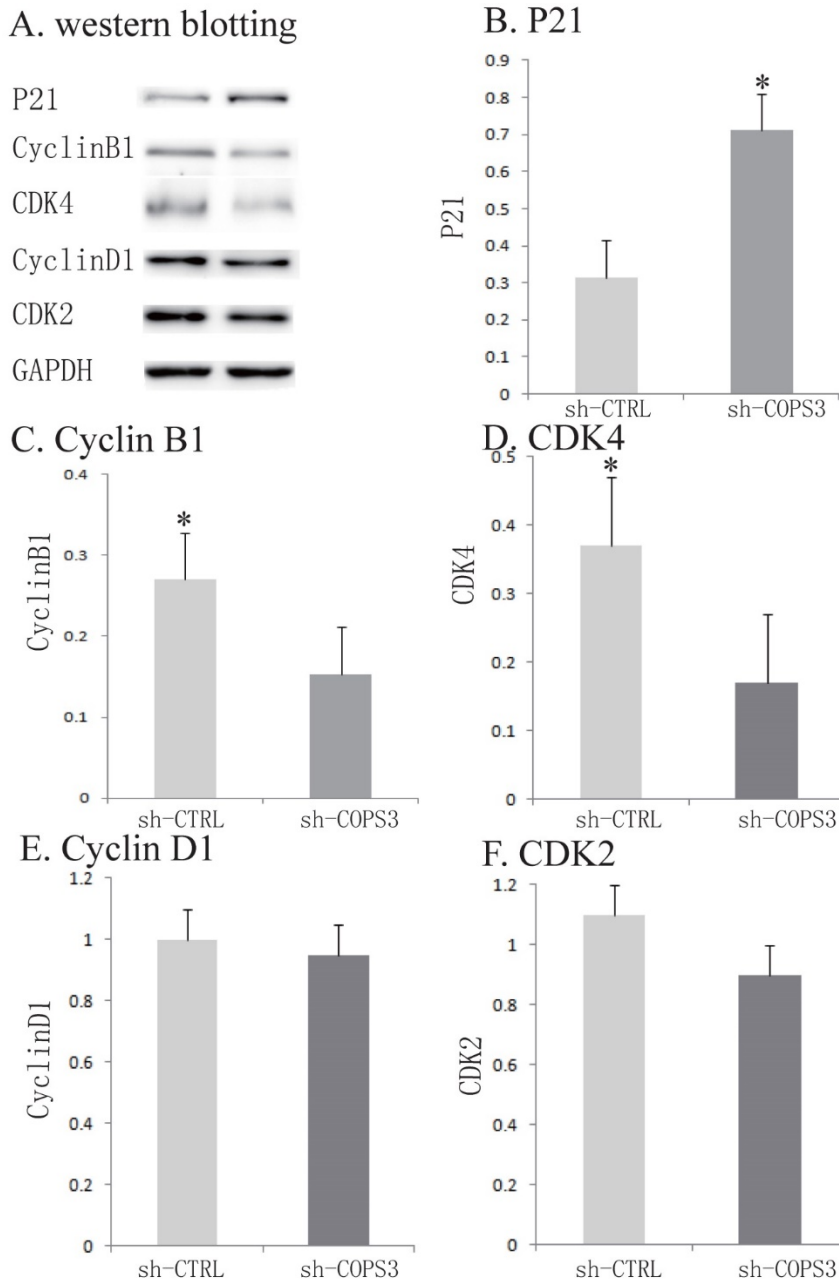 A. western blotting
P21
CyclinB1
CDK4
CyclinD1
CDK2
GAPDH
B. P21
0.9
0.8
0.7
0.6
0.5
0.4
0.3
0.2
0.1
0
P21
*
sh-CTRL sh-COPS3
C. Cyclin B1
0.4
0.3
0.2
0.1
0
CyclinB1
*
sh-CTRL sh-COPS3
D. CDK4
0.5
0.4
0.3
0.2
0.1
0
CDK4
*
sh-CTRL sh-COPS3
E. Cyclin D1
1.2
1
0.8
0.6
0.4
0.2
0
CyclinD1
sh-CTRL sh-COPS3
F. CDK2
1.2
1
0.8
0.6
0.4
0.2
0
CDK2
sh-CTRL sh-COPS3